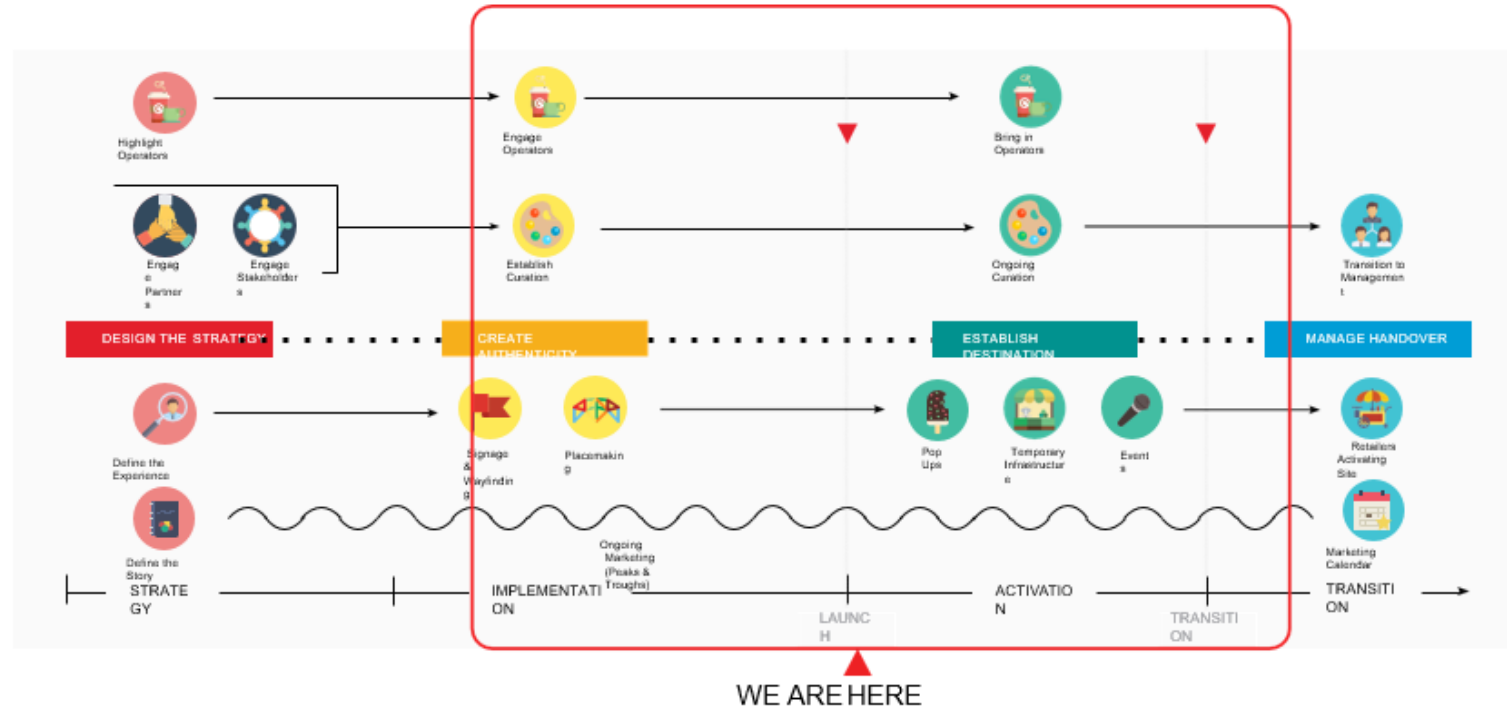 Highlight
Operators
Engage
Operators
Bring in
Operators
Engag
e
Partner
s
Engage
Stakeholder
s
Establish
Curation
Ongoing
Curation
Transition to
Managemen
t
DESIGN THE STRATEGY
CREATE
AUTHENTICITY
ESTABLISH
DESTINATION
MANAGE HANDOVER
Define the
Experience
Signage
&
Wayfindin
g
Placemakin
g
Pop
Ups
Temporary
Infrastructur
e
Event
s
Retailers
Activating
Site
Define the
Story
Ongoing
Marketing
(Peaks &
Troughs)
Marketing
Calendar
STRATE
GY
IMPLEMENTATI
ON
ACTIVATIO
N
TRANSITI
ON
LAUNC
H
TRANSITI
ON
WE ARE HERE